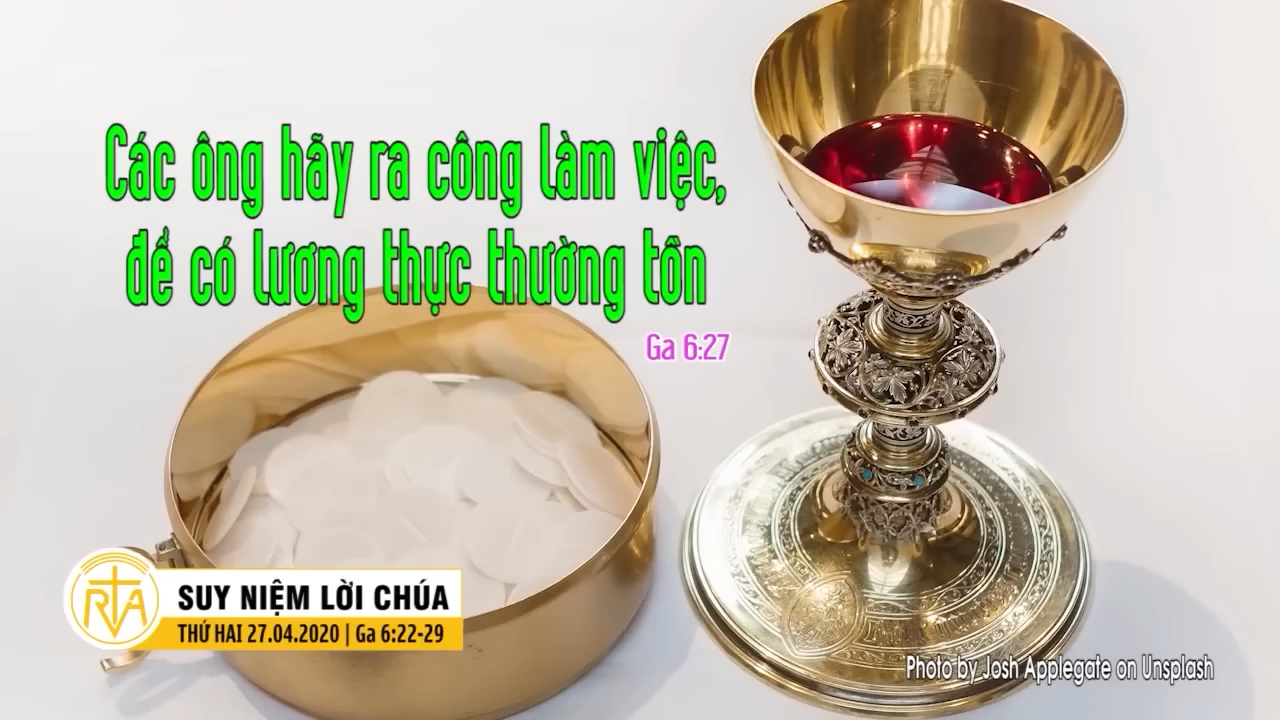 Các ông hãy ra công làm việc,
để có lương thực thường tồn
Ga 6:27
RTA
SUY NIỆM LỜI CHÚA
THỨ HAI 27.04.2020 | Ga 6:22-29
Photo by Josh Applegate on Unsplash